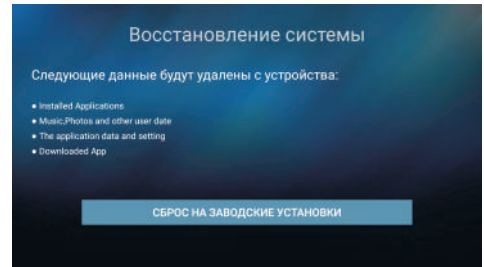 Восстановление системы
Следующие данные будут удалены с устройства:
● Installed Applications
● Music,Photos and other user date
● The application data and setting
● Downloaded App
СБРОС НА ЗАВОДСКИЕ УСТАНОВКИ